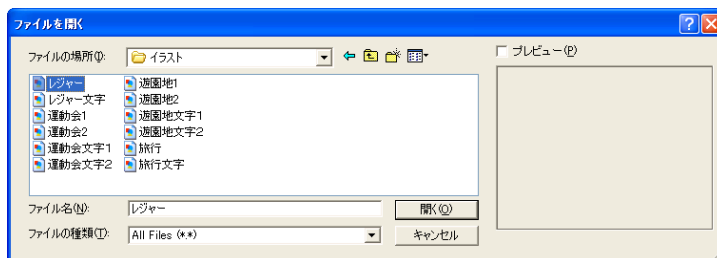 ファイルを開く
ファイルの場所(I):
イラスト
プレビュー(P)
レジャー
レジャー文字
運動会1
運動会2
運動会文字1
運動会文字2
遊園地1
遊園地2
遊園地文字1
遊園地文字2
旅行
旅行文字
ファイル名(N):
レジャー
開く(O)
ファイルの種類(T):
All Files (*.*)
キャンセル